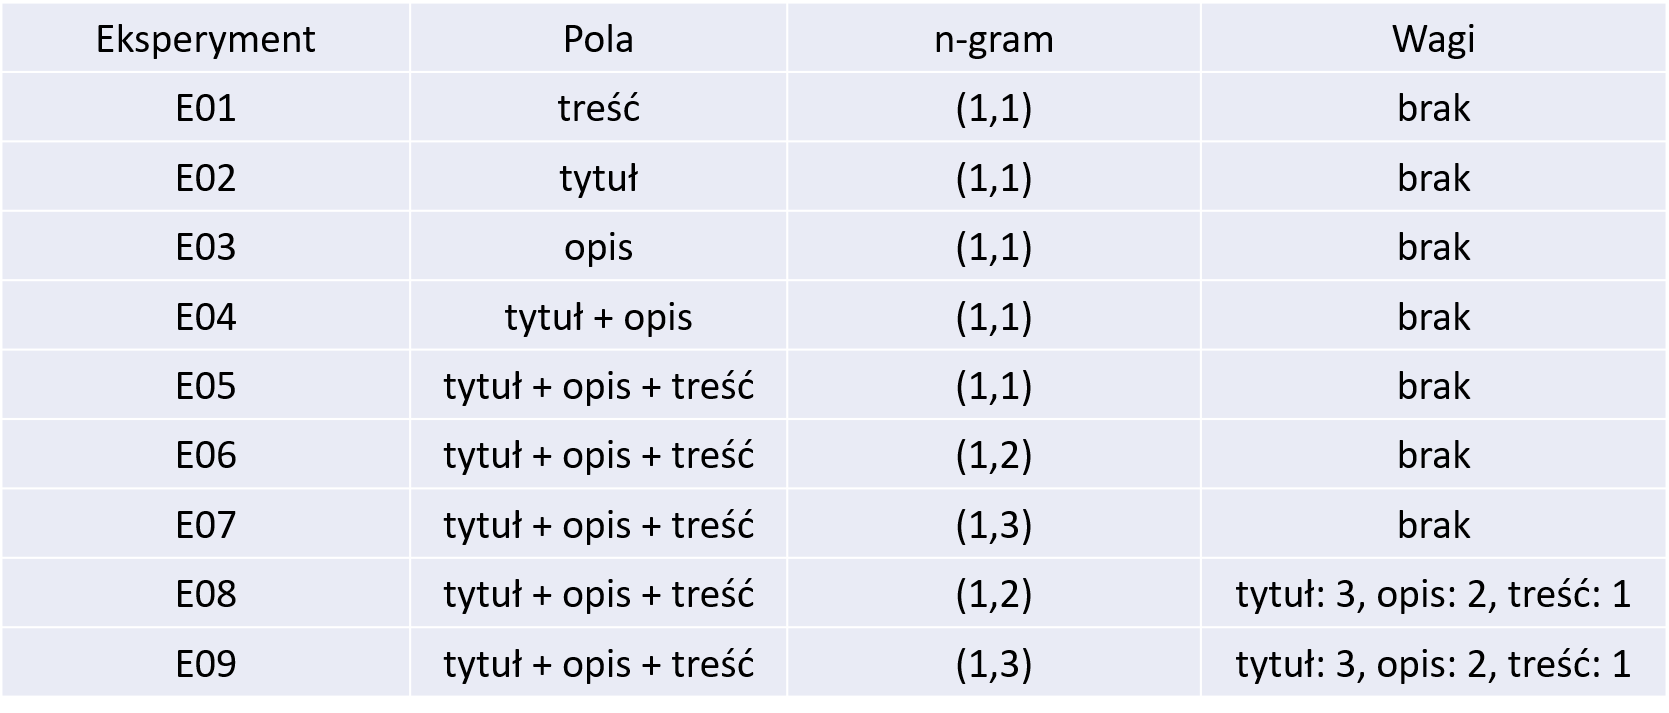 Eksperyment Pola n-gram Wagi
E01 treść (1,1) brak
E02 tytuł (1,1) brak
E03 opis (1,1) brak
E04 tytuł + opis (1,1) brak
E05 tytuł + opis + treść (1,1) brak
E06 tytuł + opis + treść (1,2) brak
E07 tytuł + opis + treść (1,3) brak
E08 tytuł + opis + treść (1,2) tytuł: 3, opis: 2, treść: 1
E09 tytuł + opis + treść (1,3) tytuł: 3, opis: 2, treść: 1